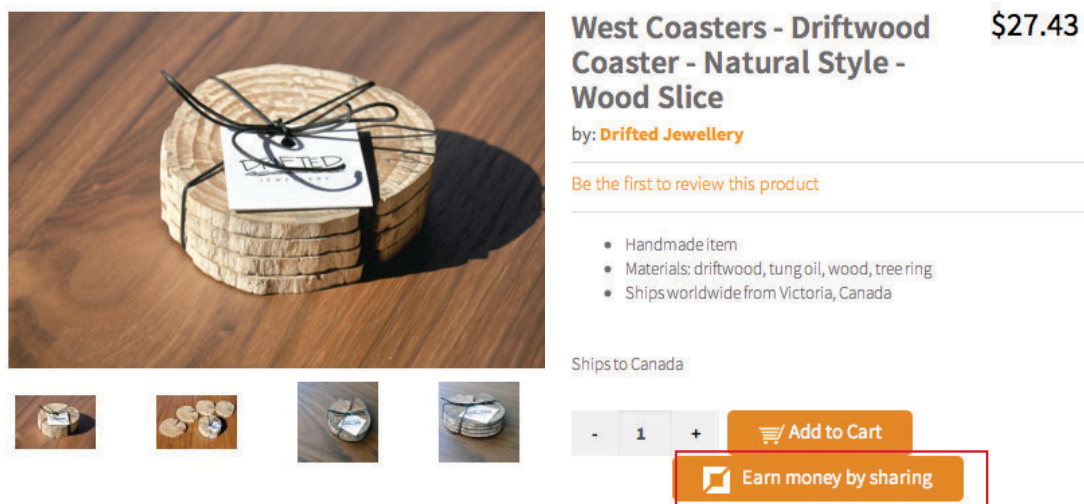 West Coasters - Driftwood
Coaster - Natural Style -
Wood Slice
$27.43
by: Drifted Jewellery
Be the first to review this product
Handmade item
Materials: driftwood, tung oil, wood, tree ring
Ships worldwide from Victoria, Canada
Ships to Canada
- 1 +
Add to Cart
Earn money by sharing
DRIFTED
JEWELLERY